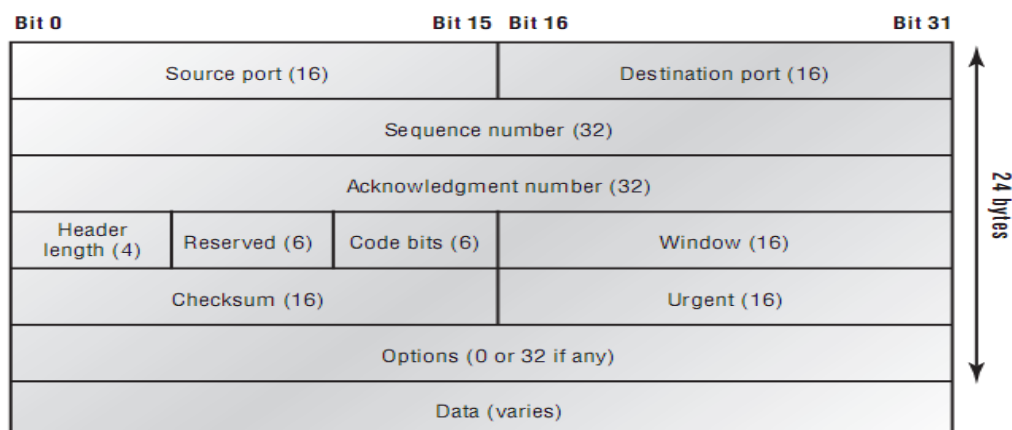 Bit 0 Bit 15 Bit 16 Bit 31
Source port (16) Destination port (16)
Sequence number (32)
Acknowledgment number (32)
Header
length (4) Reserved (6) Code bits (6) Window (16)
Checksum (16) Urgent (16)
Options (0 or 32 if any)
Data (varies)
24 bytes